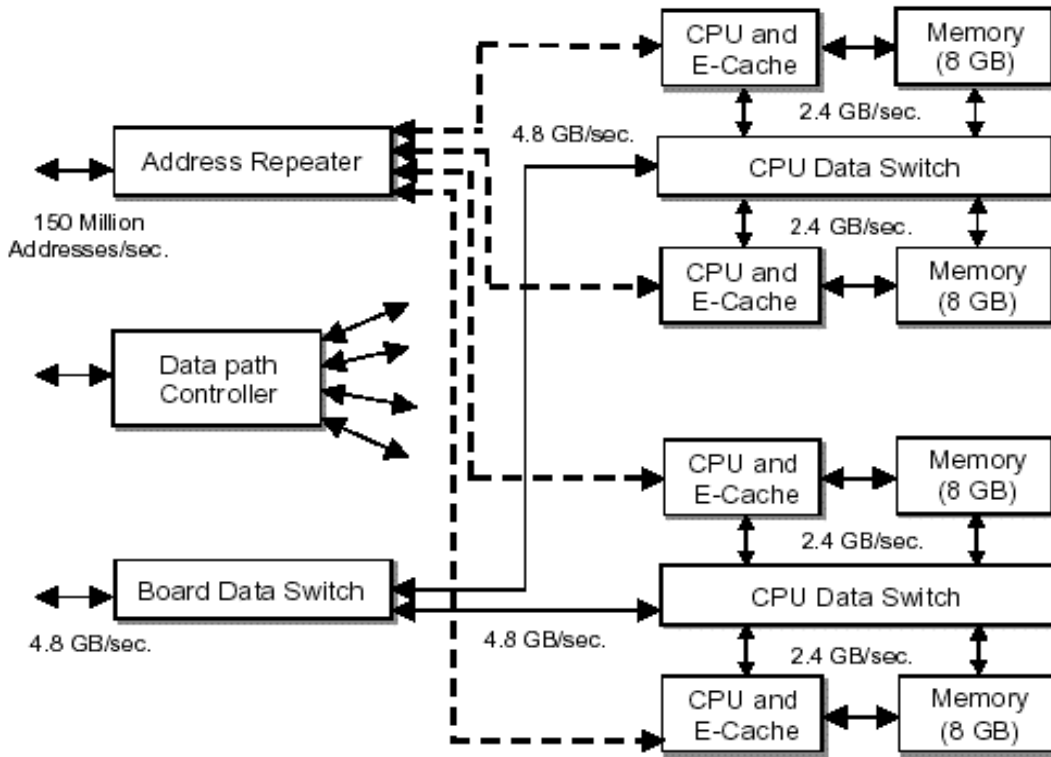 CPU and
E-Cache
Memory
(8 GB)
2.4 GB/sec.
4.8 GB/sec.
Address Repeater
CPU Data Switch
150 Million
Addresses/sec.
2.4 GB/sec.
CPU and
E-Cache
Memory
(8 GB)
Data path
Controller
CPU and
E-Cache
Memory
(8 GB)
2.4 GB/sec.
Board Data Switch
CPU Data Switch
4.8 GB/sec.
4.8 GB/sec.
2.4 GB/sec.
CPU and
E-Cache
Memory
(8 GB)